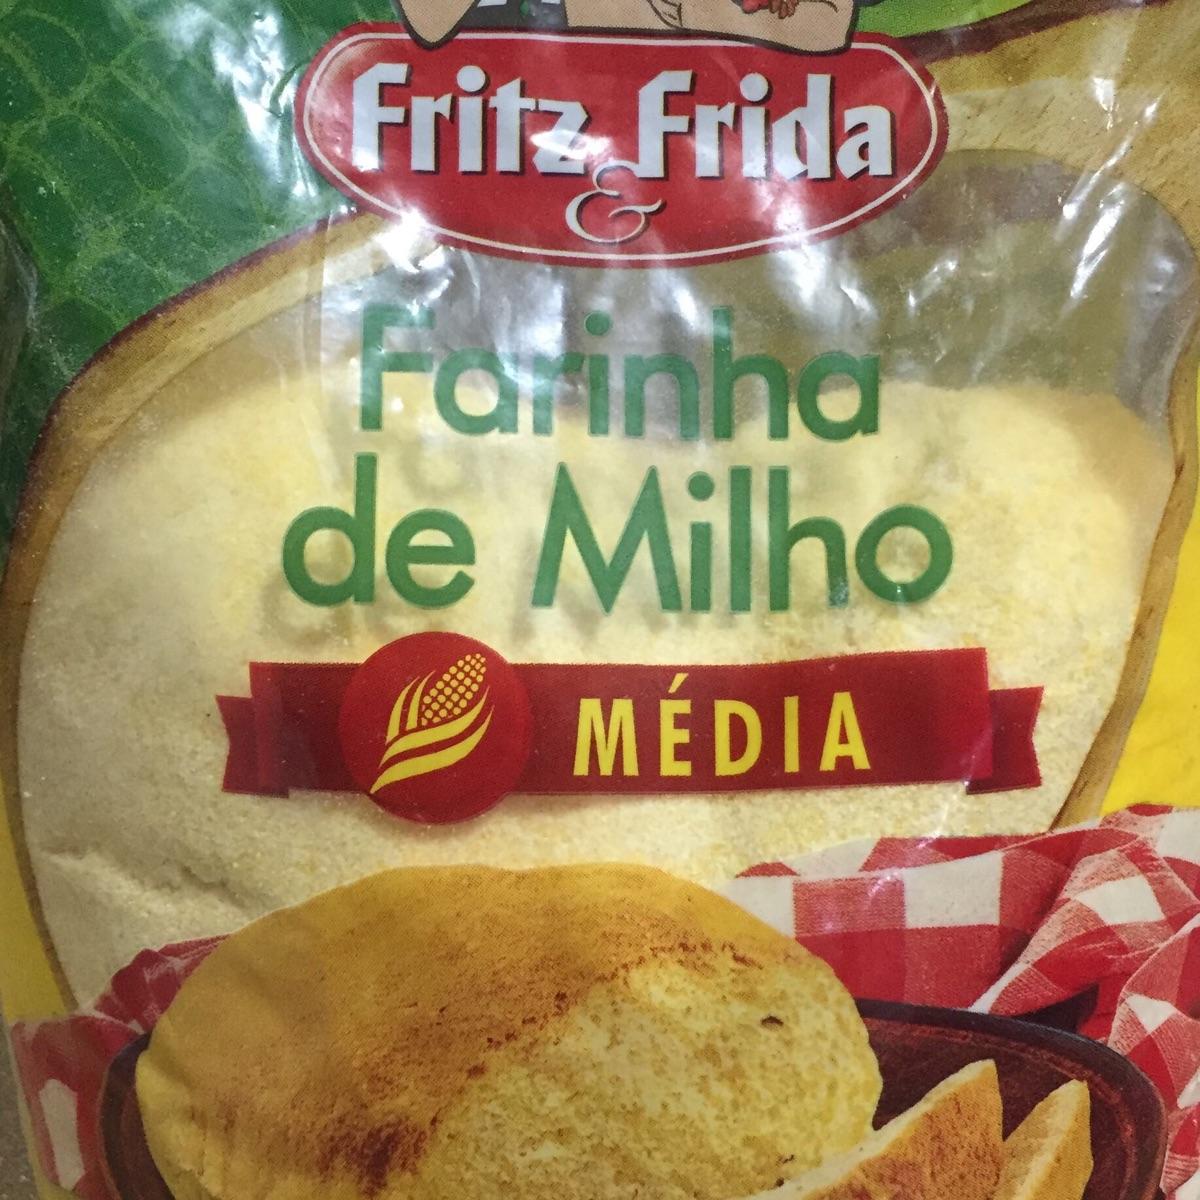 Fritz & Frida
Farinha
de Milho
MÉDIA